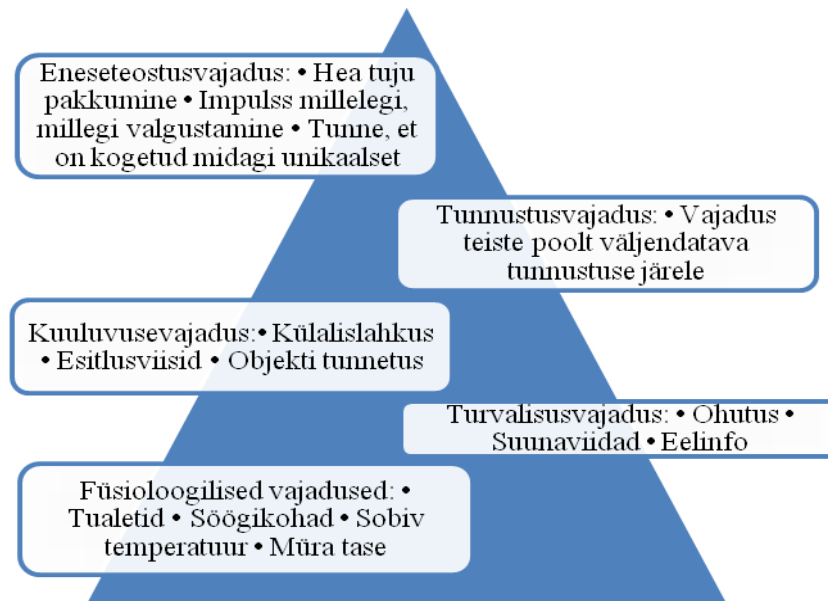 Eneseteostusvajadus: • Hea tuju
pakkumine • Impulss millelegi,
millegi valgustamine • Tunne, et
on kogetud midagi unikaalset
Tunnustusvajadus: • Vajadus
teiste poolt väljendatava
tunnustuse järele
Kuuluvusevajadus:• Külalislahkus
• Esitlusviisid • Objekti tunnetus
Turvalisusvajadus: • Ohutus •
Suunaviidad • Eelinfo
Füsioloogilised vajadused: •
Tualetid • Söögikohad • Sobiv
temperatuur • Müra tase